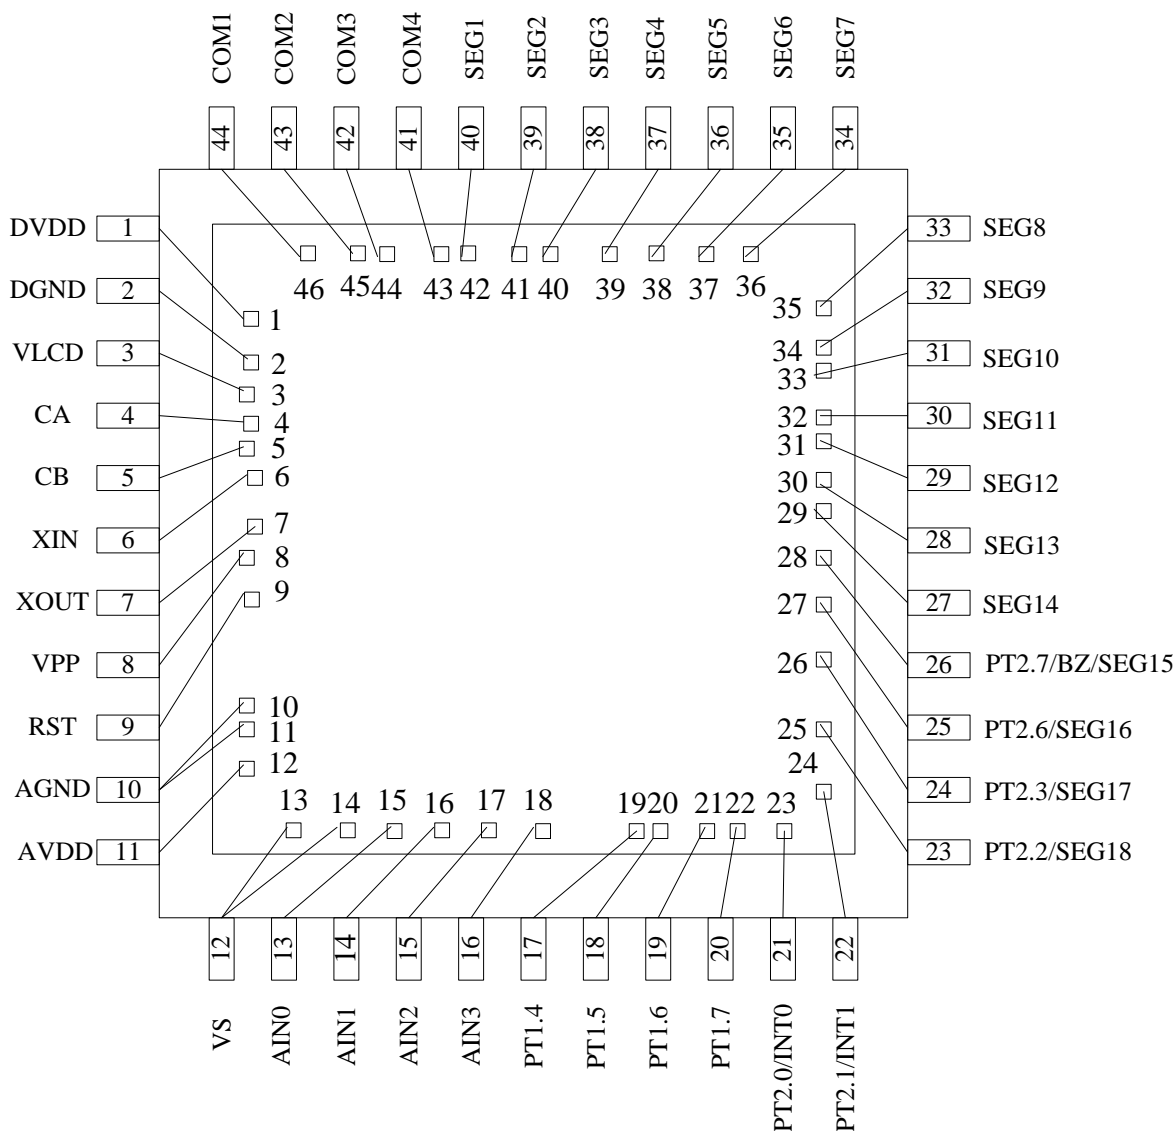 COM1
COM2
COM3
COM4
SEG1
SEG2
SEG3
SEG4
SEG5
SEG6
SEG7
44
43
42
41
40
39
38
37
36
35
34
DVDD 1
DGND 2
VLCD 3
CA 4
CB 5
XIN 6
XOUT 7
VPP 8
RST 9
AGND 10
AVDD 11
46
45
44
43
42
41
40
39
38
37
36
1
2
3
4
5
6
7
8
9
10
11
12
13
14
15
16
17
18
19
20
21
22
23
24
25
26
27
28
29
30
31
32
33
34
35
33 SEG8
32 SEG9
31 SEG10
30 SEG11
29 SEG12
28 SEG13
27 SEG14
26 PT2.7/BZ/SEG15
25 PT2.6/SEG16
24 PT2.3/SEG17
23 PT2.2/SEG18
12
13
14
15
16
17
18
19
20
21
22
VS
AIN0
AIN1
AIN2
AIN3
PT1.4
PT1.5
PT1.6
PT1.7
PT2.0/INT0
PT2.1/INT1